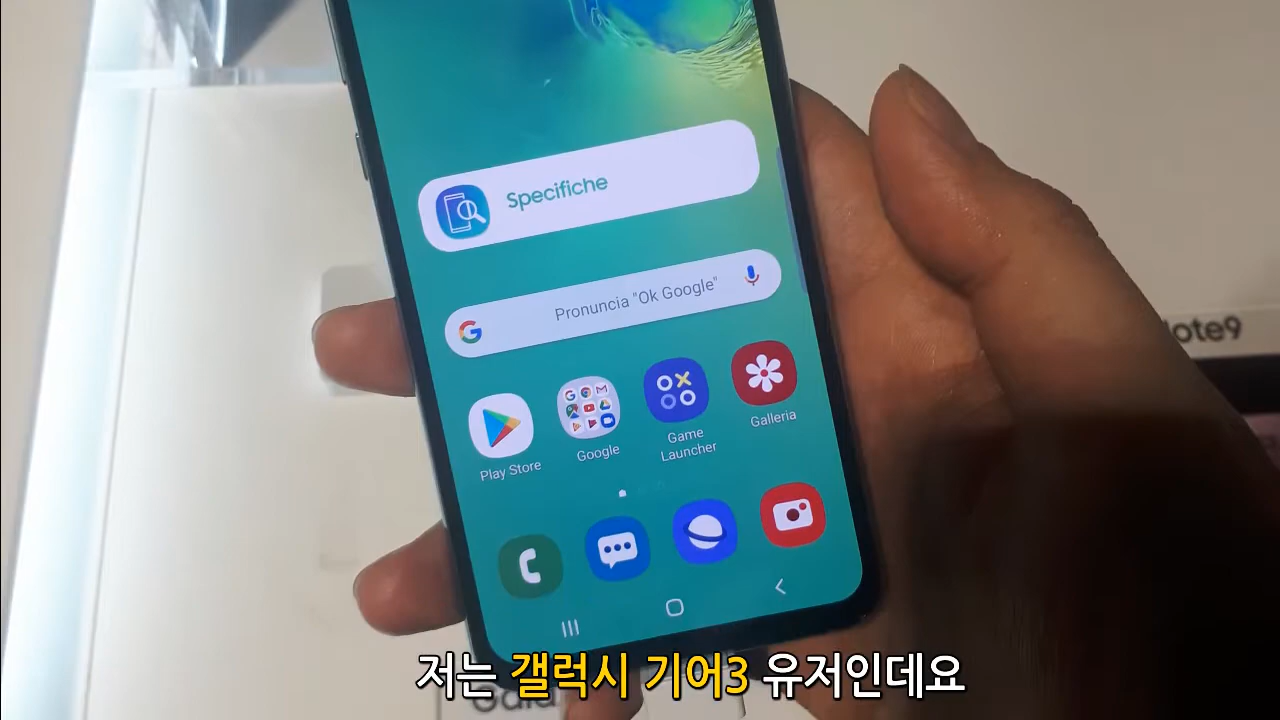 Specifiche
Pronuncia "Ok Google"
Play Store
Google
Game
Launcher
Galleria
저는 갤럭시 기어3 유저인데요